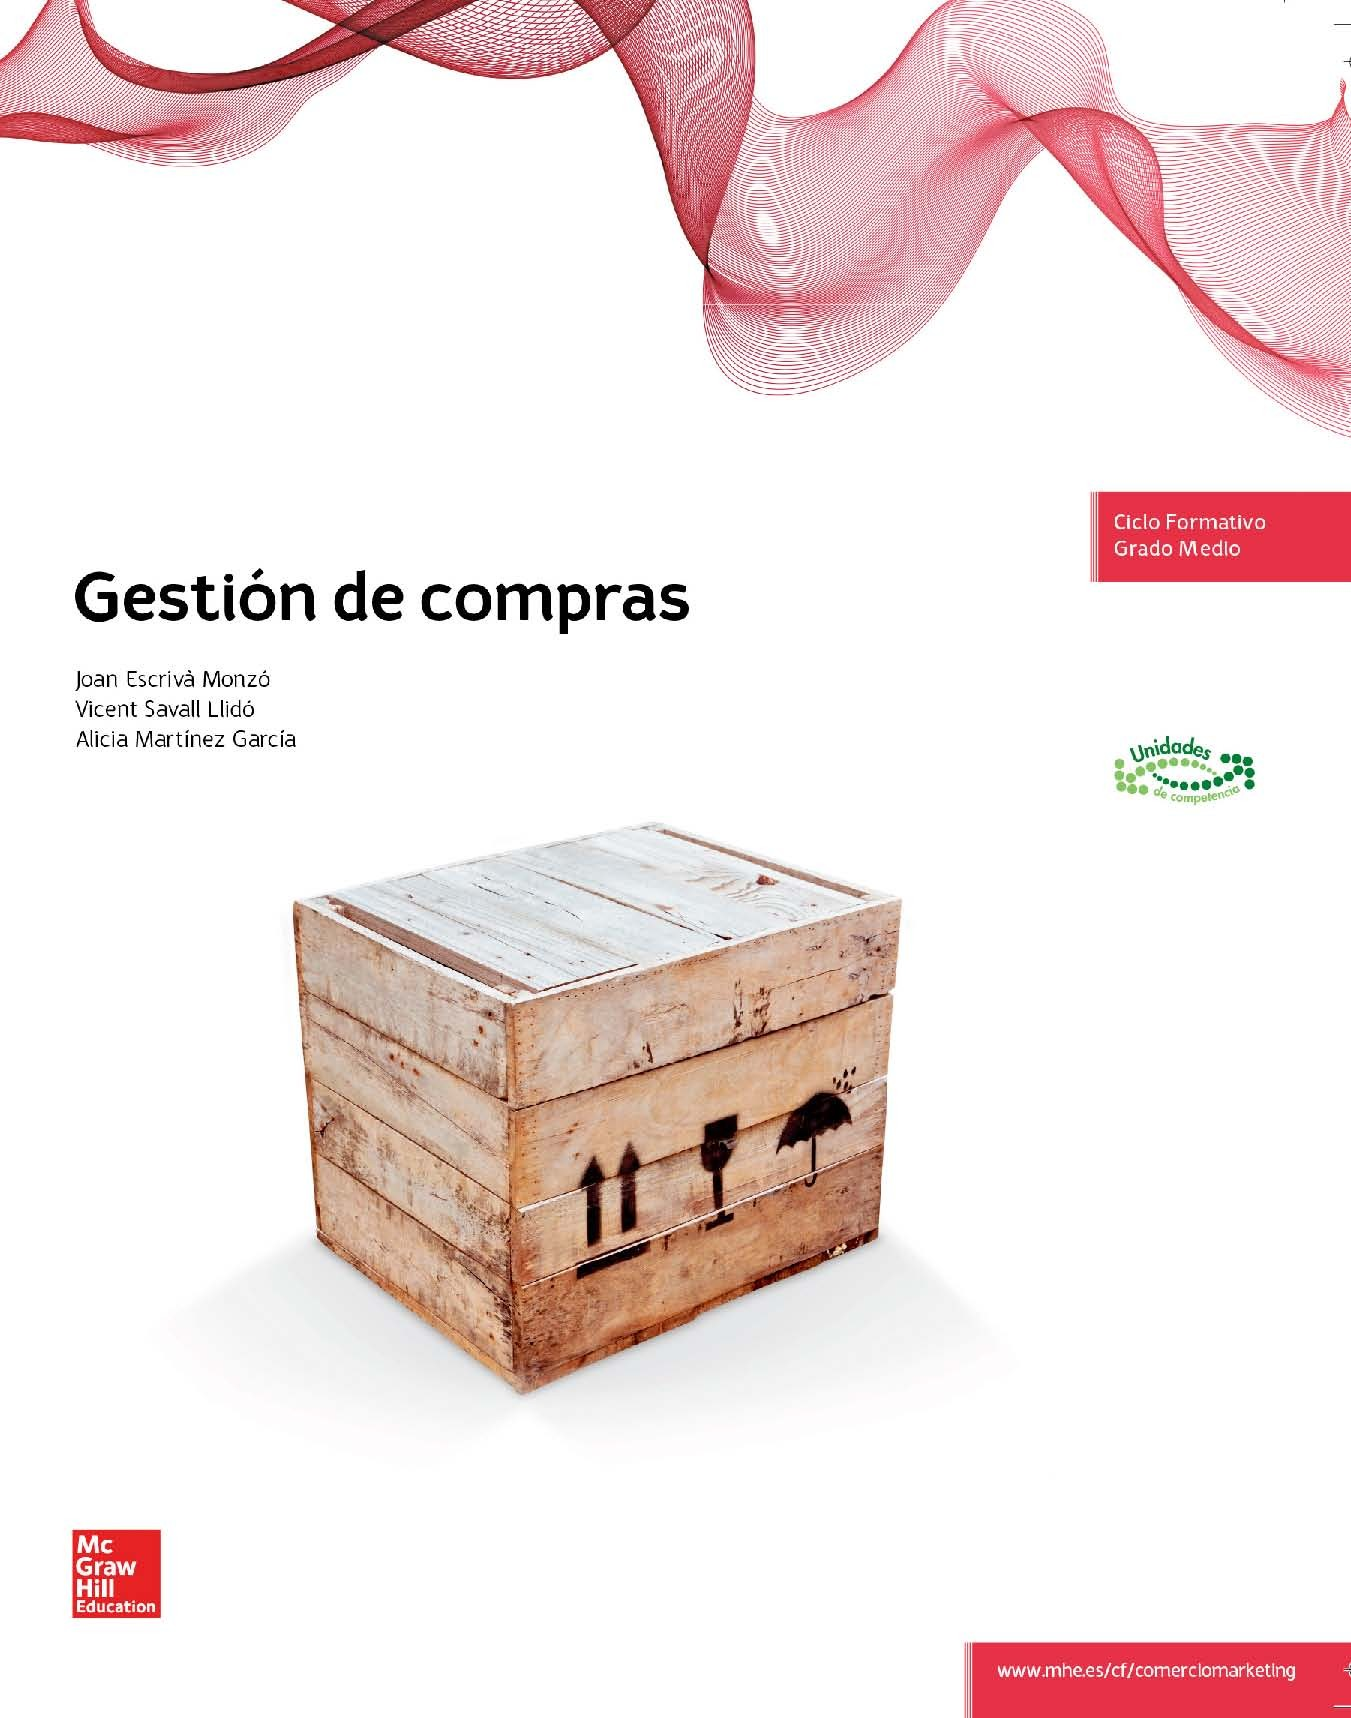 Ciclo Formativo
Grado Medio
Gestión de compras
Joan Escrivà Monzó
Vicent Savall Llidó
Alicia Martínez García
Unidades
de competencia
Mc
Graw
Hill
Education
www.mhe.es/cf/comerciomarketing